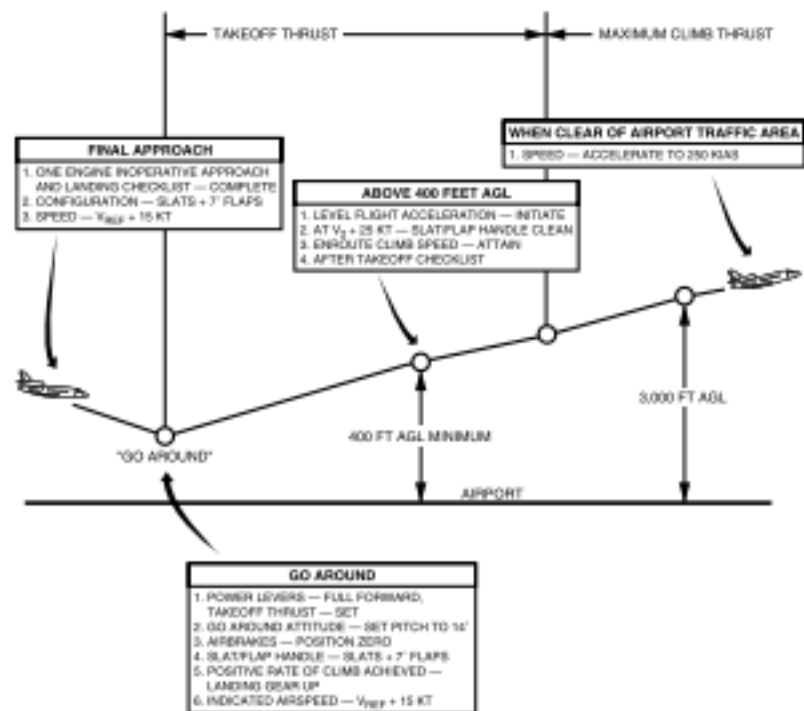 TAKEOFF THRUST
MAXIMUM CLIMB THRUST
FINAL APPROACH
1. ONE ENGINE INOPERATIVE APPROACH
AND LANDING CHECKLIST — COMPLETE
2. CONFIGURATION — SLATS + 7° FLAPS
3. SPEED — VREF + 15 KT
WHEN CLEAR OF AIRPORT TRAFFIC AREA
1. SPEED — ACCELERATE TO 250 KIAS
ABOVE 400 FEET AGL
1. LEVEL FLIGHT ACCELERATION — INITIATE
2. AT V2 + 25 KT — SLAT/FLAP HANDLE CLEAN
3. ENROUTE CLIMB SPEED — ATTAIN
4. AFTER TAKEOFF CHECKLIST
3,000 FT AGL
400 FT AGL MINIMUM
"GO AROUND"
AIRPORT
GO AROUND
1. POWER LEVERS — FULL FORWARD,
TAKEOFF THRUST — SET
2. GO AROUND ATTITUDE — SET PITCH TO 14°
3. AIRBRAKES — POSITION ZERO
4. SLAT/FLAP HANDLE — SLATS + 7° FLAPS
5. POSITIVE RATE OF CLIMB ACHIEVED —
LANDING GEAR UP
6. INDICATED AIRSPEED — VREF + 15 KT